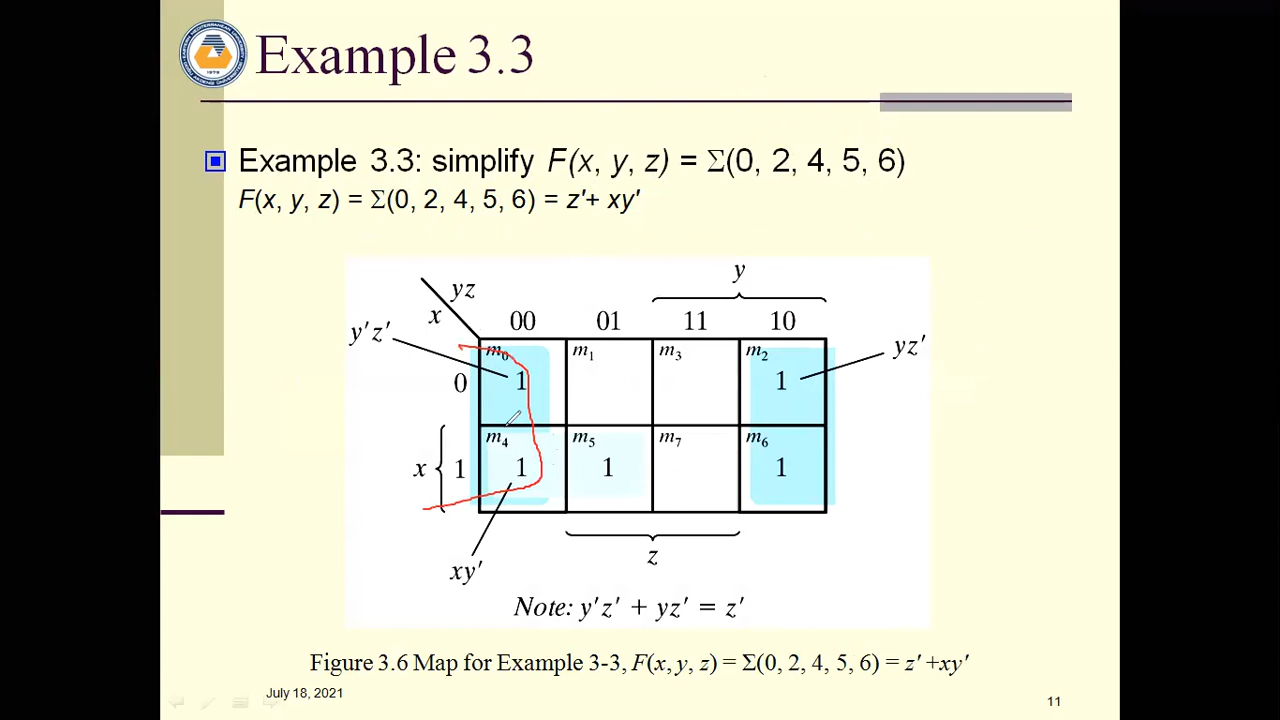 Example 3.3
Example 3.3: simplify F(x, y, z) = Σ(0, 2, 4, 5, 6)
F(x, y, z) = Σ(0, 2, 4, 5, 6) = z′+ xy′
y
yz
x
00 01 11 10
y′z′
yz′
m0 m1 m3 m2
0 1 1
m4 m5 m7 m6
x 1 1 1 1
z
xy′
Note: y′z′ + yz′ = z′
Figure 3.6 Map for Example 3-3, F(x, y, z) = Σ(0, 2, 4, 5, 6) = z′ +xy′
July 18, 2021
11